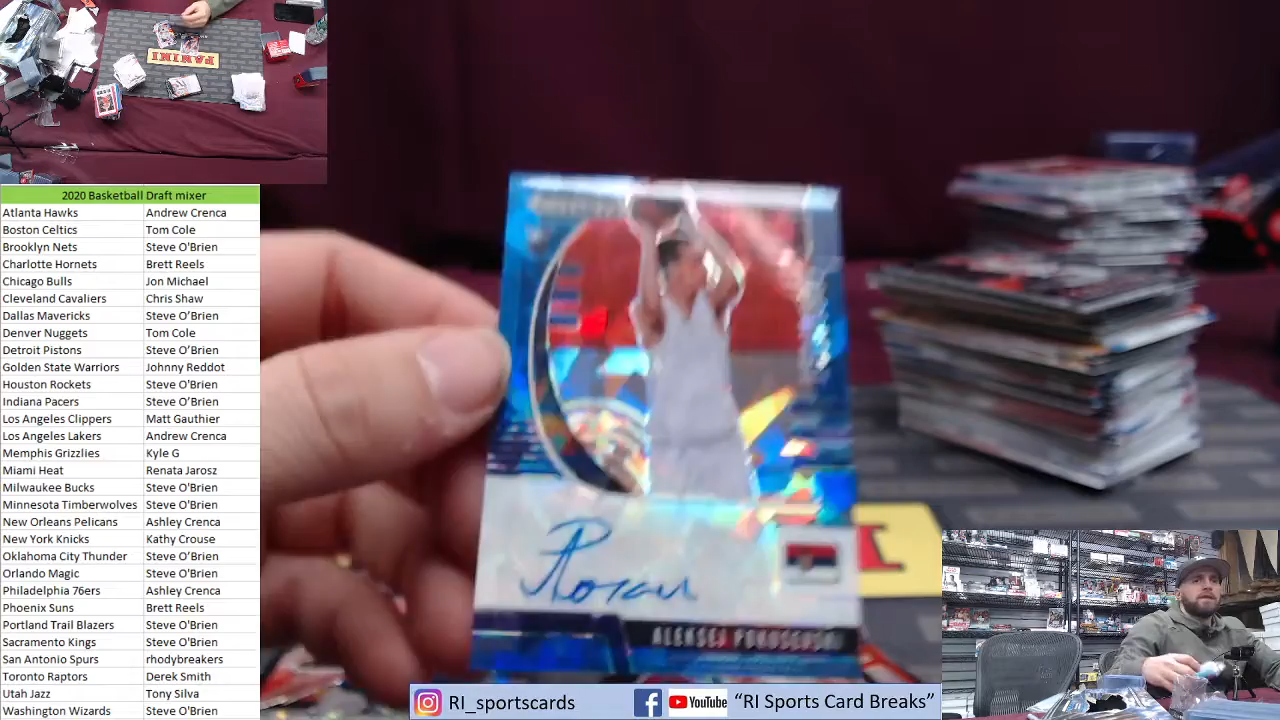 PANINI
2020 Basketball Draft mixer
Atlanta Hawks Andrew Crenca
Boston Celtics Tom Cole
Brooklyn Nets Steve O'Brien
Charlotte Hornets Brett Reels
Chicago Bulls Jon Michael
Cleveland Cavaliers Chris Shaw
Dallas Mavericks Steve O'Brien
Denver Nuggets Tom Cole
Detroit Pistons Steve O'Brien
Golden State Warriors Johnny Reddot
Houston Rockets Steve O'Brien
Indiana Pacers Steve O'Brien
Los Angeles Clippers Matt Gauthier
Los Angeles Lakers Andrew Crenca
Memphis Grizzlies Kyle G
Miami Heat Renata Jarosz
Milwaukee Bucks Steve O'Brien
Minnesota Timberwolves Steve O'Brien
New Orleans Pelicans Ashley Crenca
New York Knicks Kathy Crouse
Oklahoma City Thunder Steve O'Brien
Orlando Magic Steve O'Brien
Philadelphia 76ers Ashley Crenca
Phoenix Suns Brett Reels
Portland Trail Blazers Steve O'Brien
Sacramento Kings Steve O'Brien
San Antonio Spurs rhodybreakers
Toronto Raptors Derek Smith
Utah Jazz Tony Silva
Washington Wizards Steve O'Brien
ALEKSEJ POKUSEVSKI
RI_sportscards YouTube "RI Sports Card Breaks"